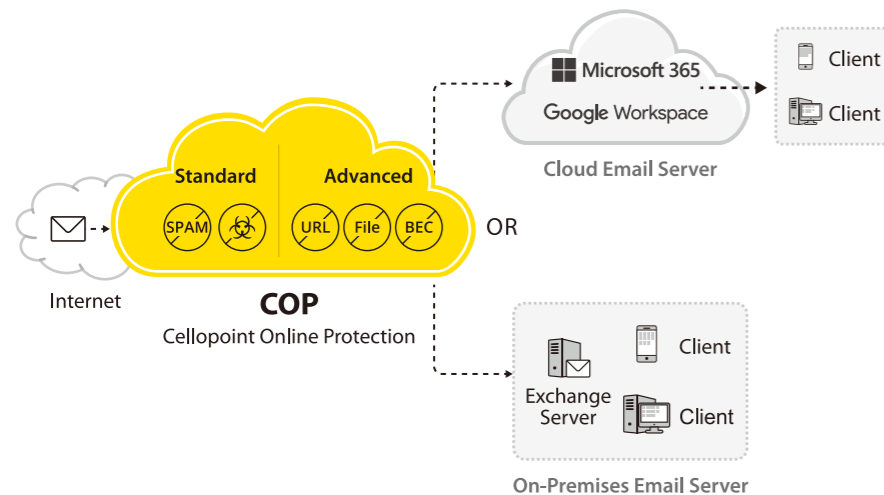 Internet
Standard
Advanced
SPAM
URL
File
BEC
COP
Cellopoint Online Protection
OR
Microsoft 365
Google Workspace
Cloud Email Server
Client
Client
Exchange
Server
Client
Client
On-Premises Email Server